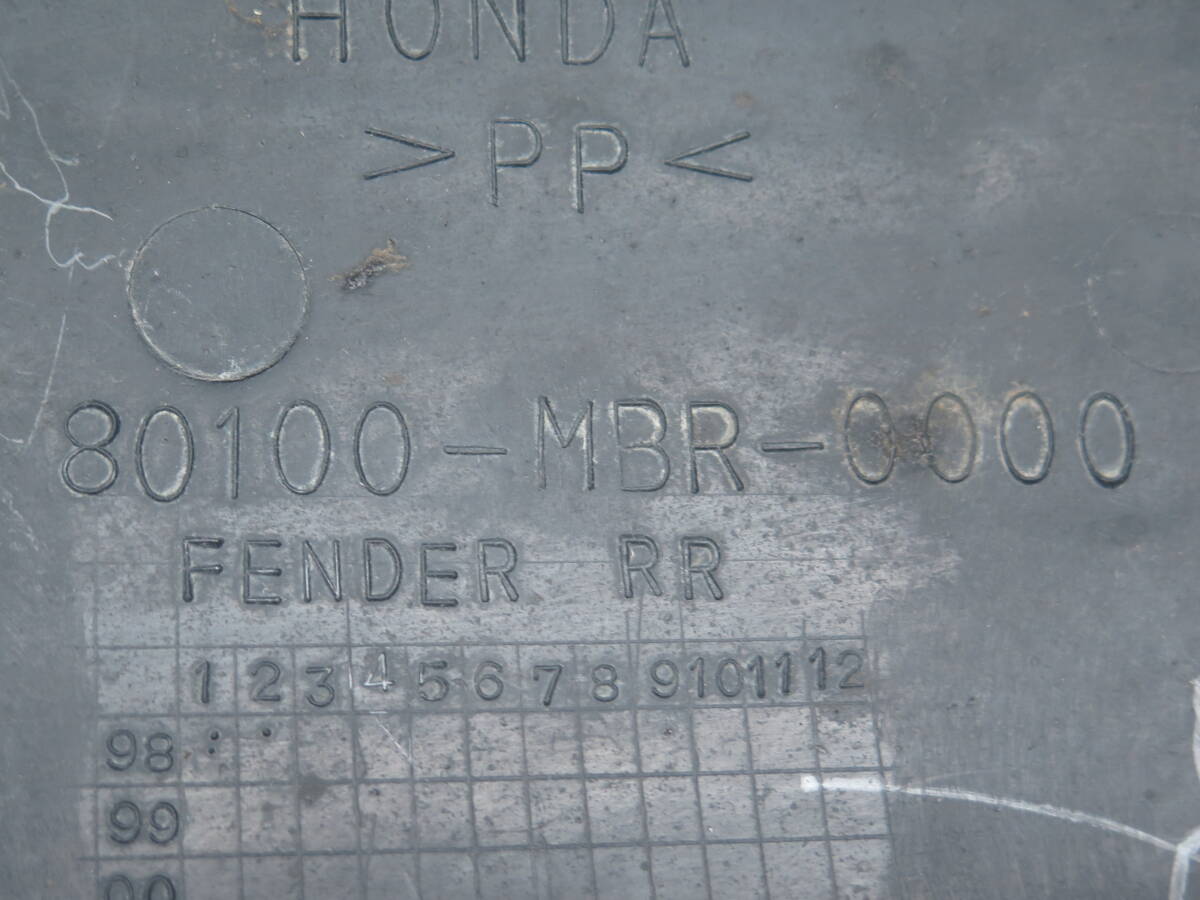 HONDA
>PP<
80100-MBR-0000
FENDER RR
1 2 3 4 5 6 7 8 9 10 11 12
98
99
00